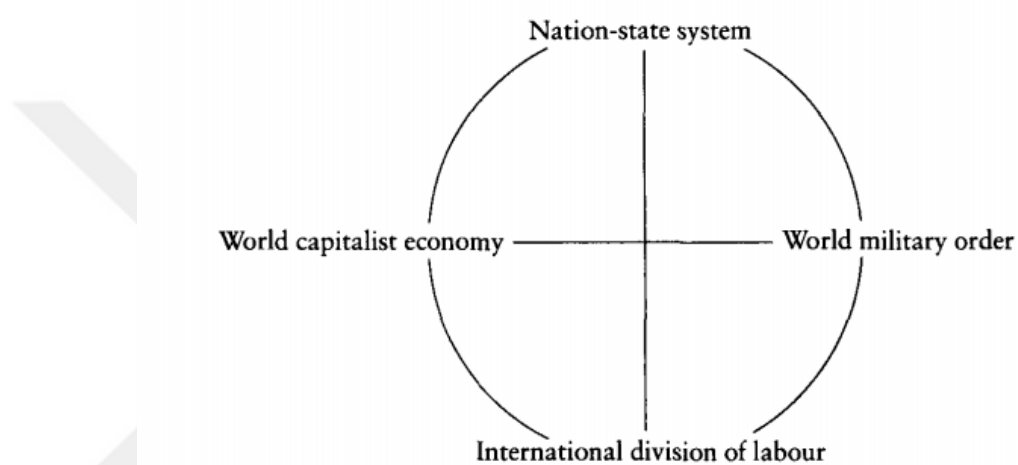 Nation-state system
World capitalist economy
World military order
International division of labour